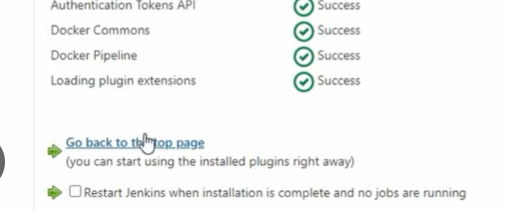 Authentication Tokens API Success
Docker Commons Success
Docker Pipeline Success
Loading plugin extensions Success
Go back to the top page
(you can start using the installed plugins right away)
Restart Jenkins when installation is complete and no jobs are running